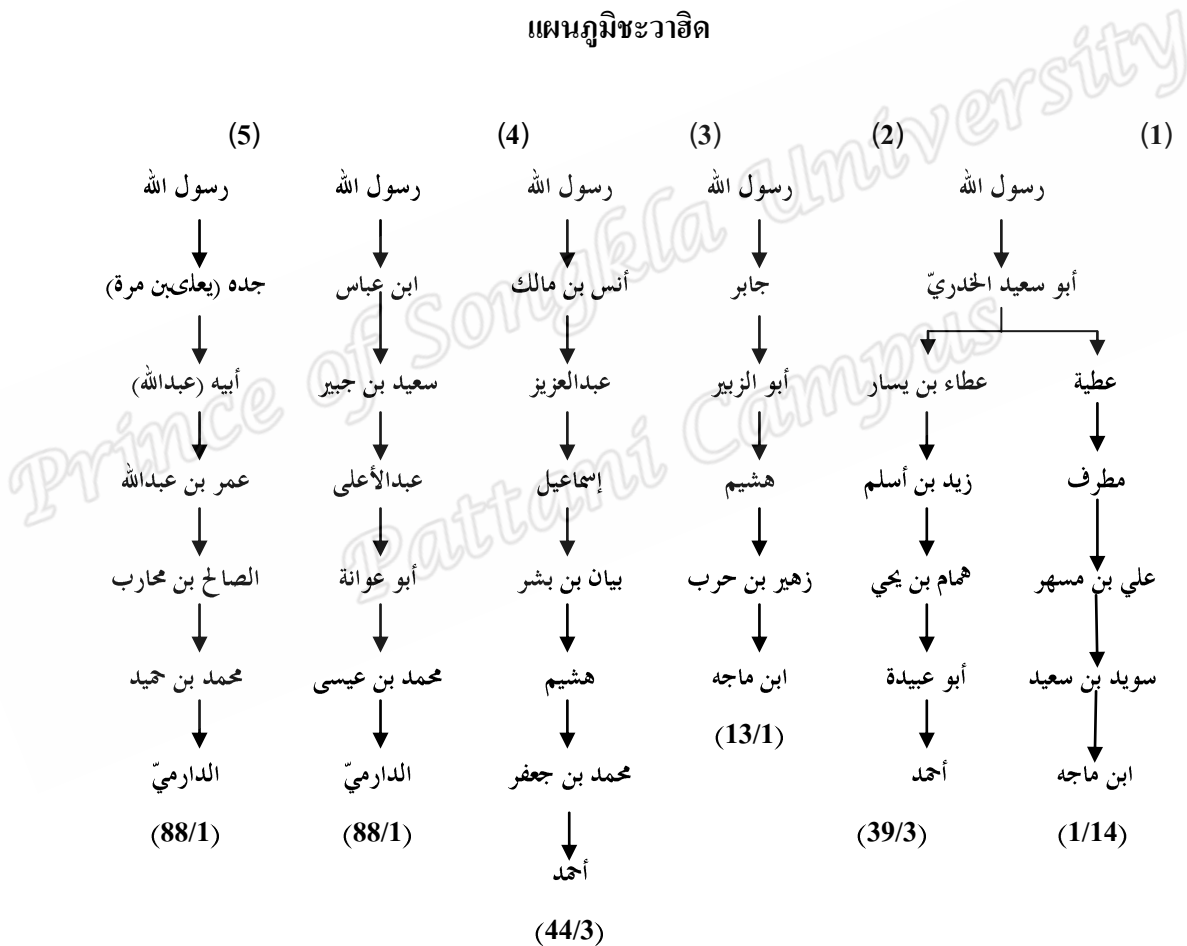 แผนภูมิชะวาฮิด
(5) (4) (3) (2) (1)
رسول الله رسول الله رسول الله رسول الله رسول الله
جده (يعلى بن مرة) ابن عباس أنس بن مالك جابر أبو سعيد الخدريّ
أبيه (عبدالله) سعيد بن جبير عبدالعزيز أبو الزبير عطاء بن يسار عطية
عمر بن عبدالله عبدالأعلى إسماعيل هشيم زيد بن أسلم مطرف
الصالح بن محارب أبو عوانة بيان بن بشر زهير بن حرب همام بن يحي علي بن مسهر
محمد بن حميد محمد بن عيسى هشيم ابن ماجه أبو عبيدة سويد بن سعيد
(13/1)
الدارميّ الدارميّ محمد بن جعفر أحمد ابن ماجه
(88/1) (88/1) (39/3) (1/14)
أحمد
(44/3)
Prince of Songkla University
Pattani Campus